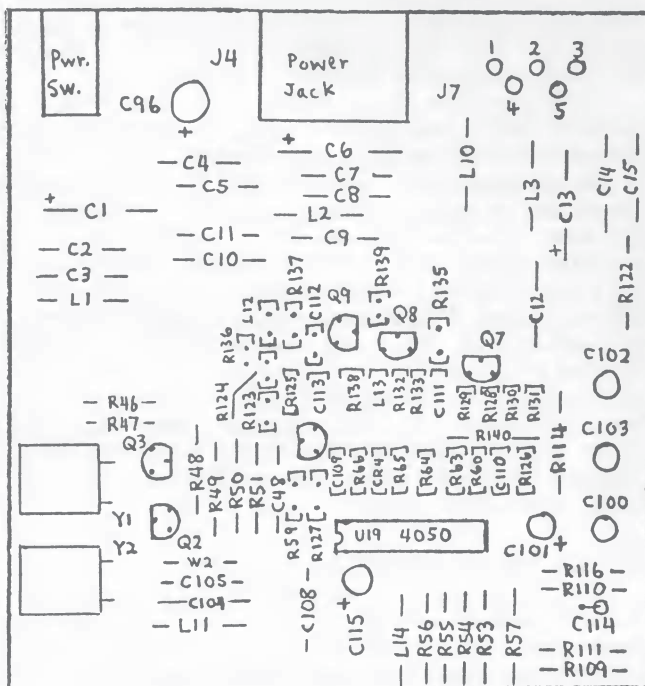 Pwr.
Sw.
J4
Power
Jack
J7
1
2
3
4
5
C96
+
C4
C5
+
C6
C7
C8
L2
C9
L10
L3
C13
+
C14
C15
+
C1
C2
C3
L1
C11
C10
R137
C112
Q9
R139
Q8
R135
C12
R122
L12
R136
R124
R123
R125
C113
R138
L13
R132
R133
C111
Q7
R129
R128
R130
R131
C102
R46
R47
Q3
R48
R49
R50
R51
C48
C109
R66
CR4
R65
R64
R140
R63
R60
C110
R126
R114
C103
Y1
Y2
Q2
R59
R127
U19 4050
C101
+
C100
W2
C105
C104
L11
C108
C115
+
L14
R56
R55
R54
R53
R57
R116
R110
C114
R111
R109